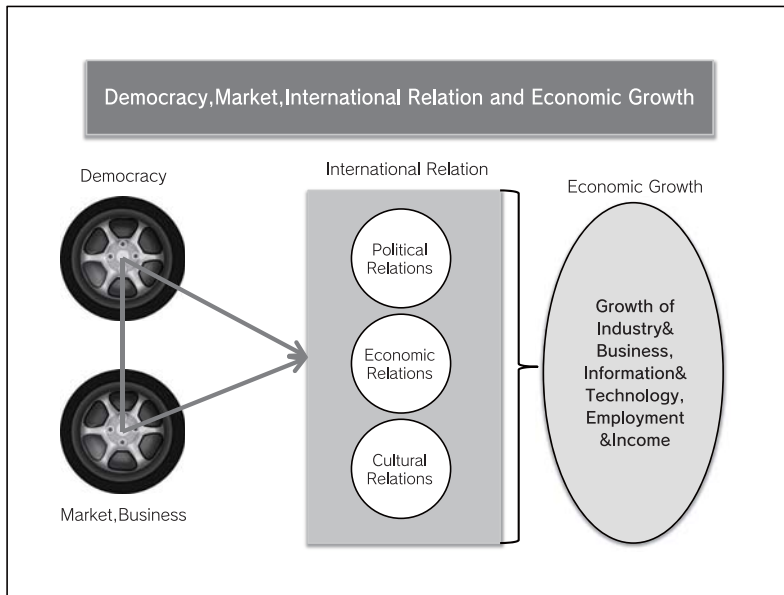 Democracy,Market,International Relation and Economic Growth
Democracy
Market,Business
International Relation
Political
Relations
Economic
Relations
Cultural
Relations
Economic Growth
Growth of
Industry&
Business,
Information&
Technology,
Employment
&Income